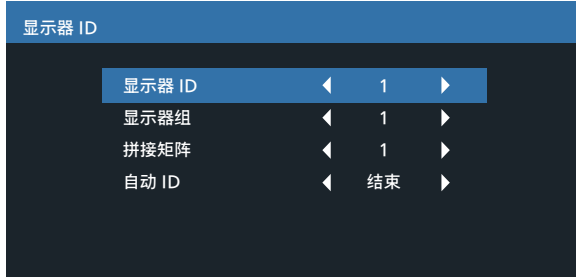 显示器 ID
显示器 ID 1
显示器组 1
拼接矩阵 1
自动 ID 结束